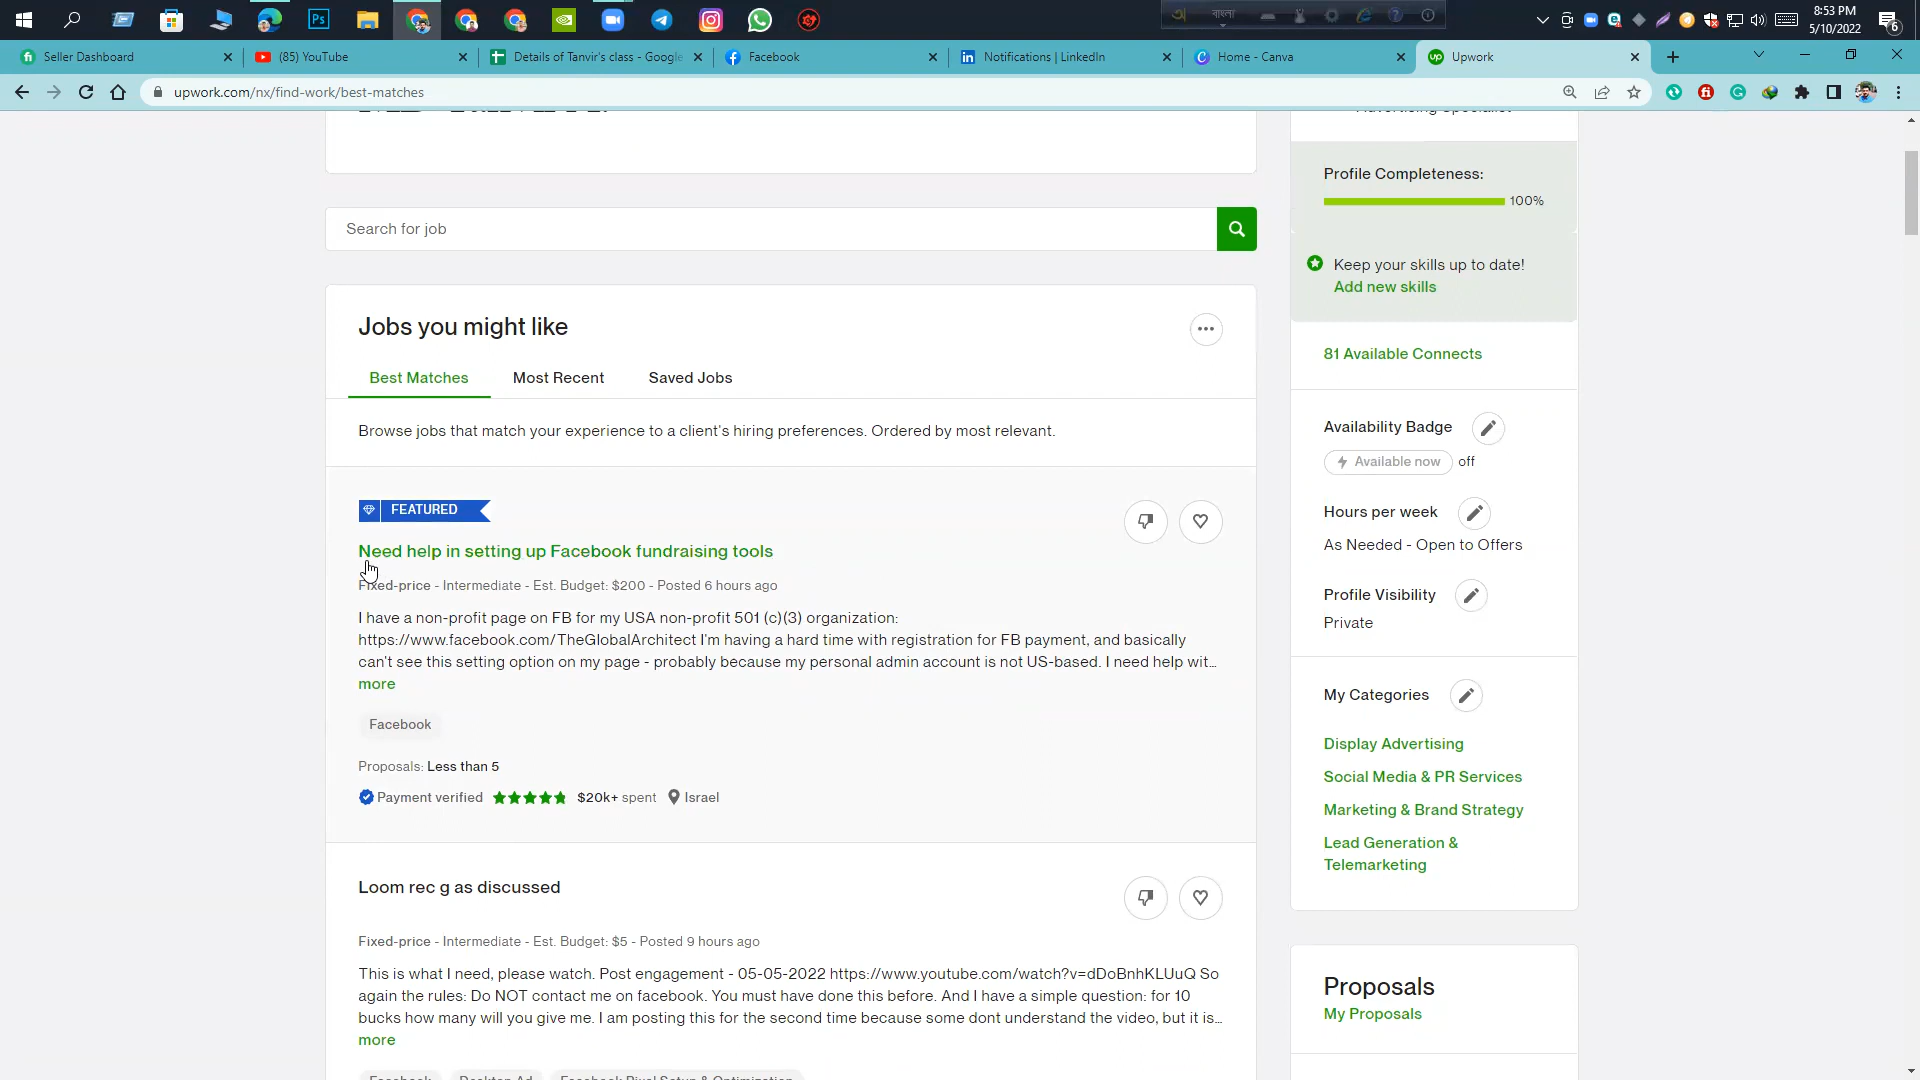 Ps
বাংলা
8:53 PM
5/10/2022
6
Seller Dashboard
(85) YouTube
Details of Tanvir's class - Google
Facebook
Notifications | LinkedIn
Home - Canva
Upwork
upwork.com/nx/find-work/best-matches
Search for job
Jobs you might like
Best Matches
Most Recent
Saved Jobs
Browse jobs that match your experience to a client's hiring preferences. Ordered by most relevant.
FEATURED
Need help in setting up Facebook fundraising tools
Fixed-price - Intermediate - Est. Budget: $200 - Posted 6 hours ago
I have a non-profit page on FB for my USA non-profit 501 (c)(3) organization:
https://www.facebook.com/TheGlobalArchitect I'm having a hard time with registration for FB payment, and basically
can't see this setting option on my page - probably because my personal admin account is not US-based. I need help wit…
more
Facebook
Proposals: Less than 5
Payment verified $20k+ spent Israel
Loom rec g as discussed
Fixed-price - Intermediate - Est. Budget: $5 - Posted 9 hours ago
This is what I need, please watch. Post engagement - 05-05-2022 https://www.youtube.com/watch?v=dDoBnhKLUuQ So
again the rules: Do NOT contact me on facebook. You must have done this before. And I have a simple question: for 10
bucks how many will you give me. I am posting this for the second time because some dont understand the video, but it is…
more
Facebook Desktop Ad Facebook Pixel Setup & Optimization
Advertising Specialist
Profile Completeness:
100%
Keep your skills up to date!
Add new skills
81 Available Connects
Availability Badge
Available now off
Hours per week
As Needed - Open to Offers
Profile Visibility
Private
My Categories
Display Advertising
Social Media & PR Services
Marketing & Brand Strategy
Lead Generation &
Telemarketing
Proposals
My Proposals